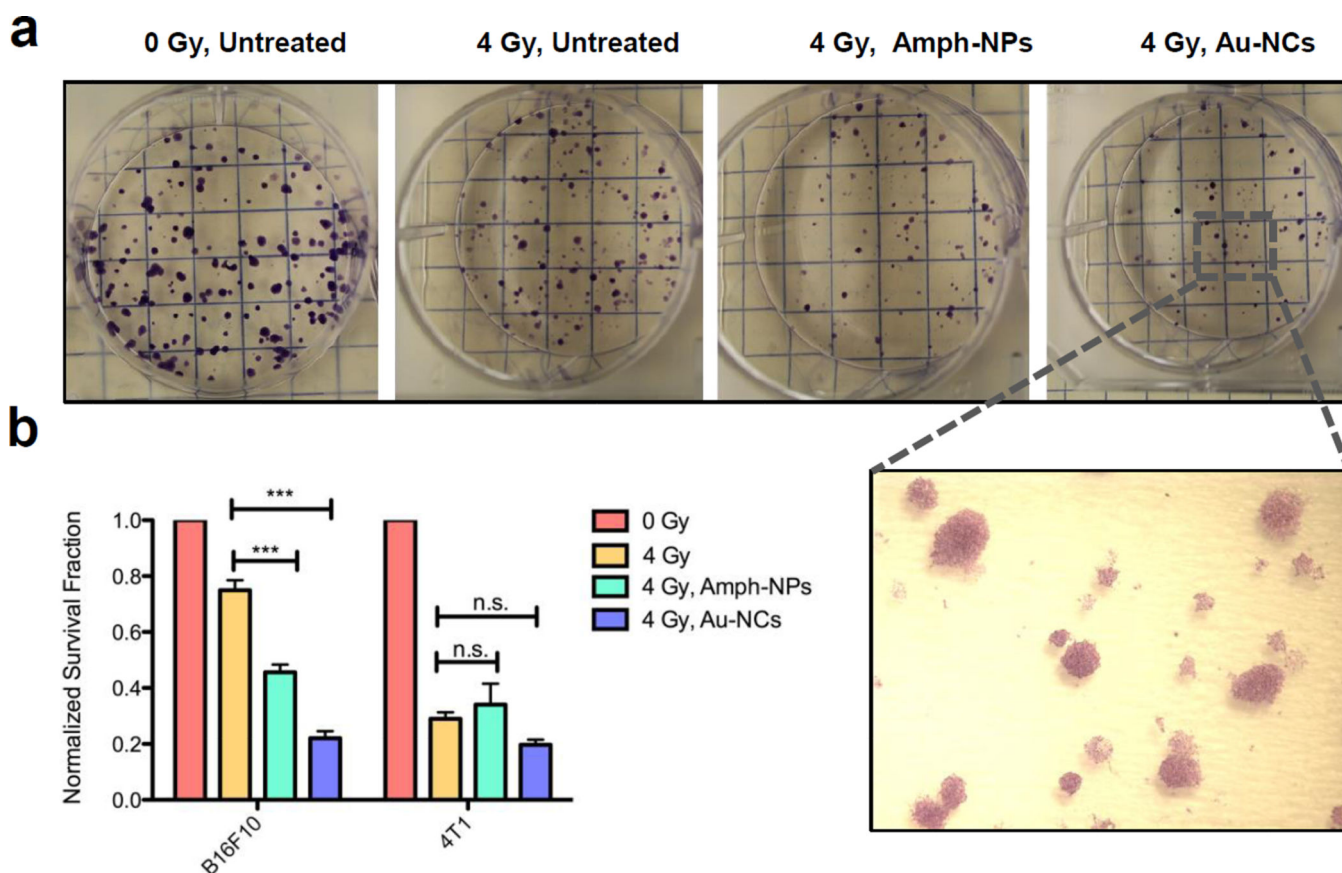 a
0 Gy, Untreated
4 Gy, Untreated
4 Gy, Amph-NPs
4 Gy, Au-NCs
b
Normalized Survival Fraction
1.0
0.8
0.6
0.4
0.2
0.0
***
***
n.s.
n.s.
B16F10
4T1
0 Gy
4 Gy
4 Gy, Amph-NPs
4 Gy, Au-NCs